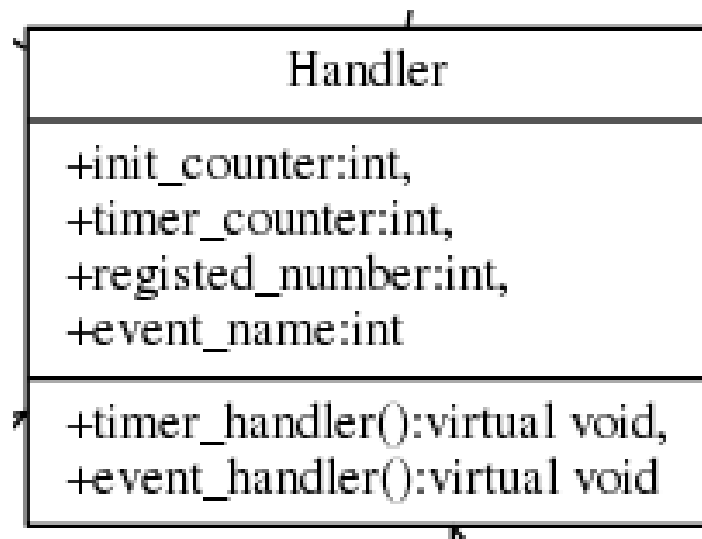 Handler
+init_counter:int,
+timer_counter:int,
+registed_number:int,
+event_name:int
+timer_handler():virtual void,
+event_handler():virtual void